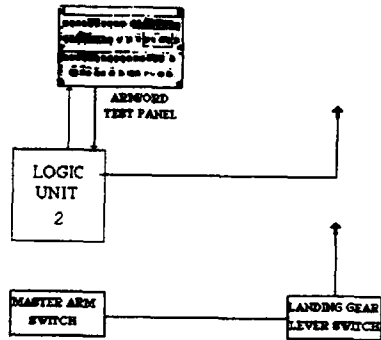 ARM/ORD
TEST PANEL
LOGIC
UNIT
2
MASTER ARM
SWITCH
LANDING GEAR
LEVER SWITCH